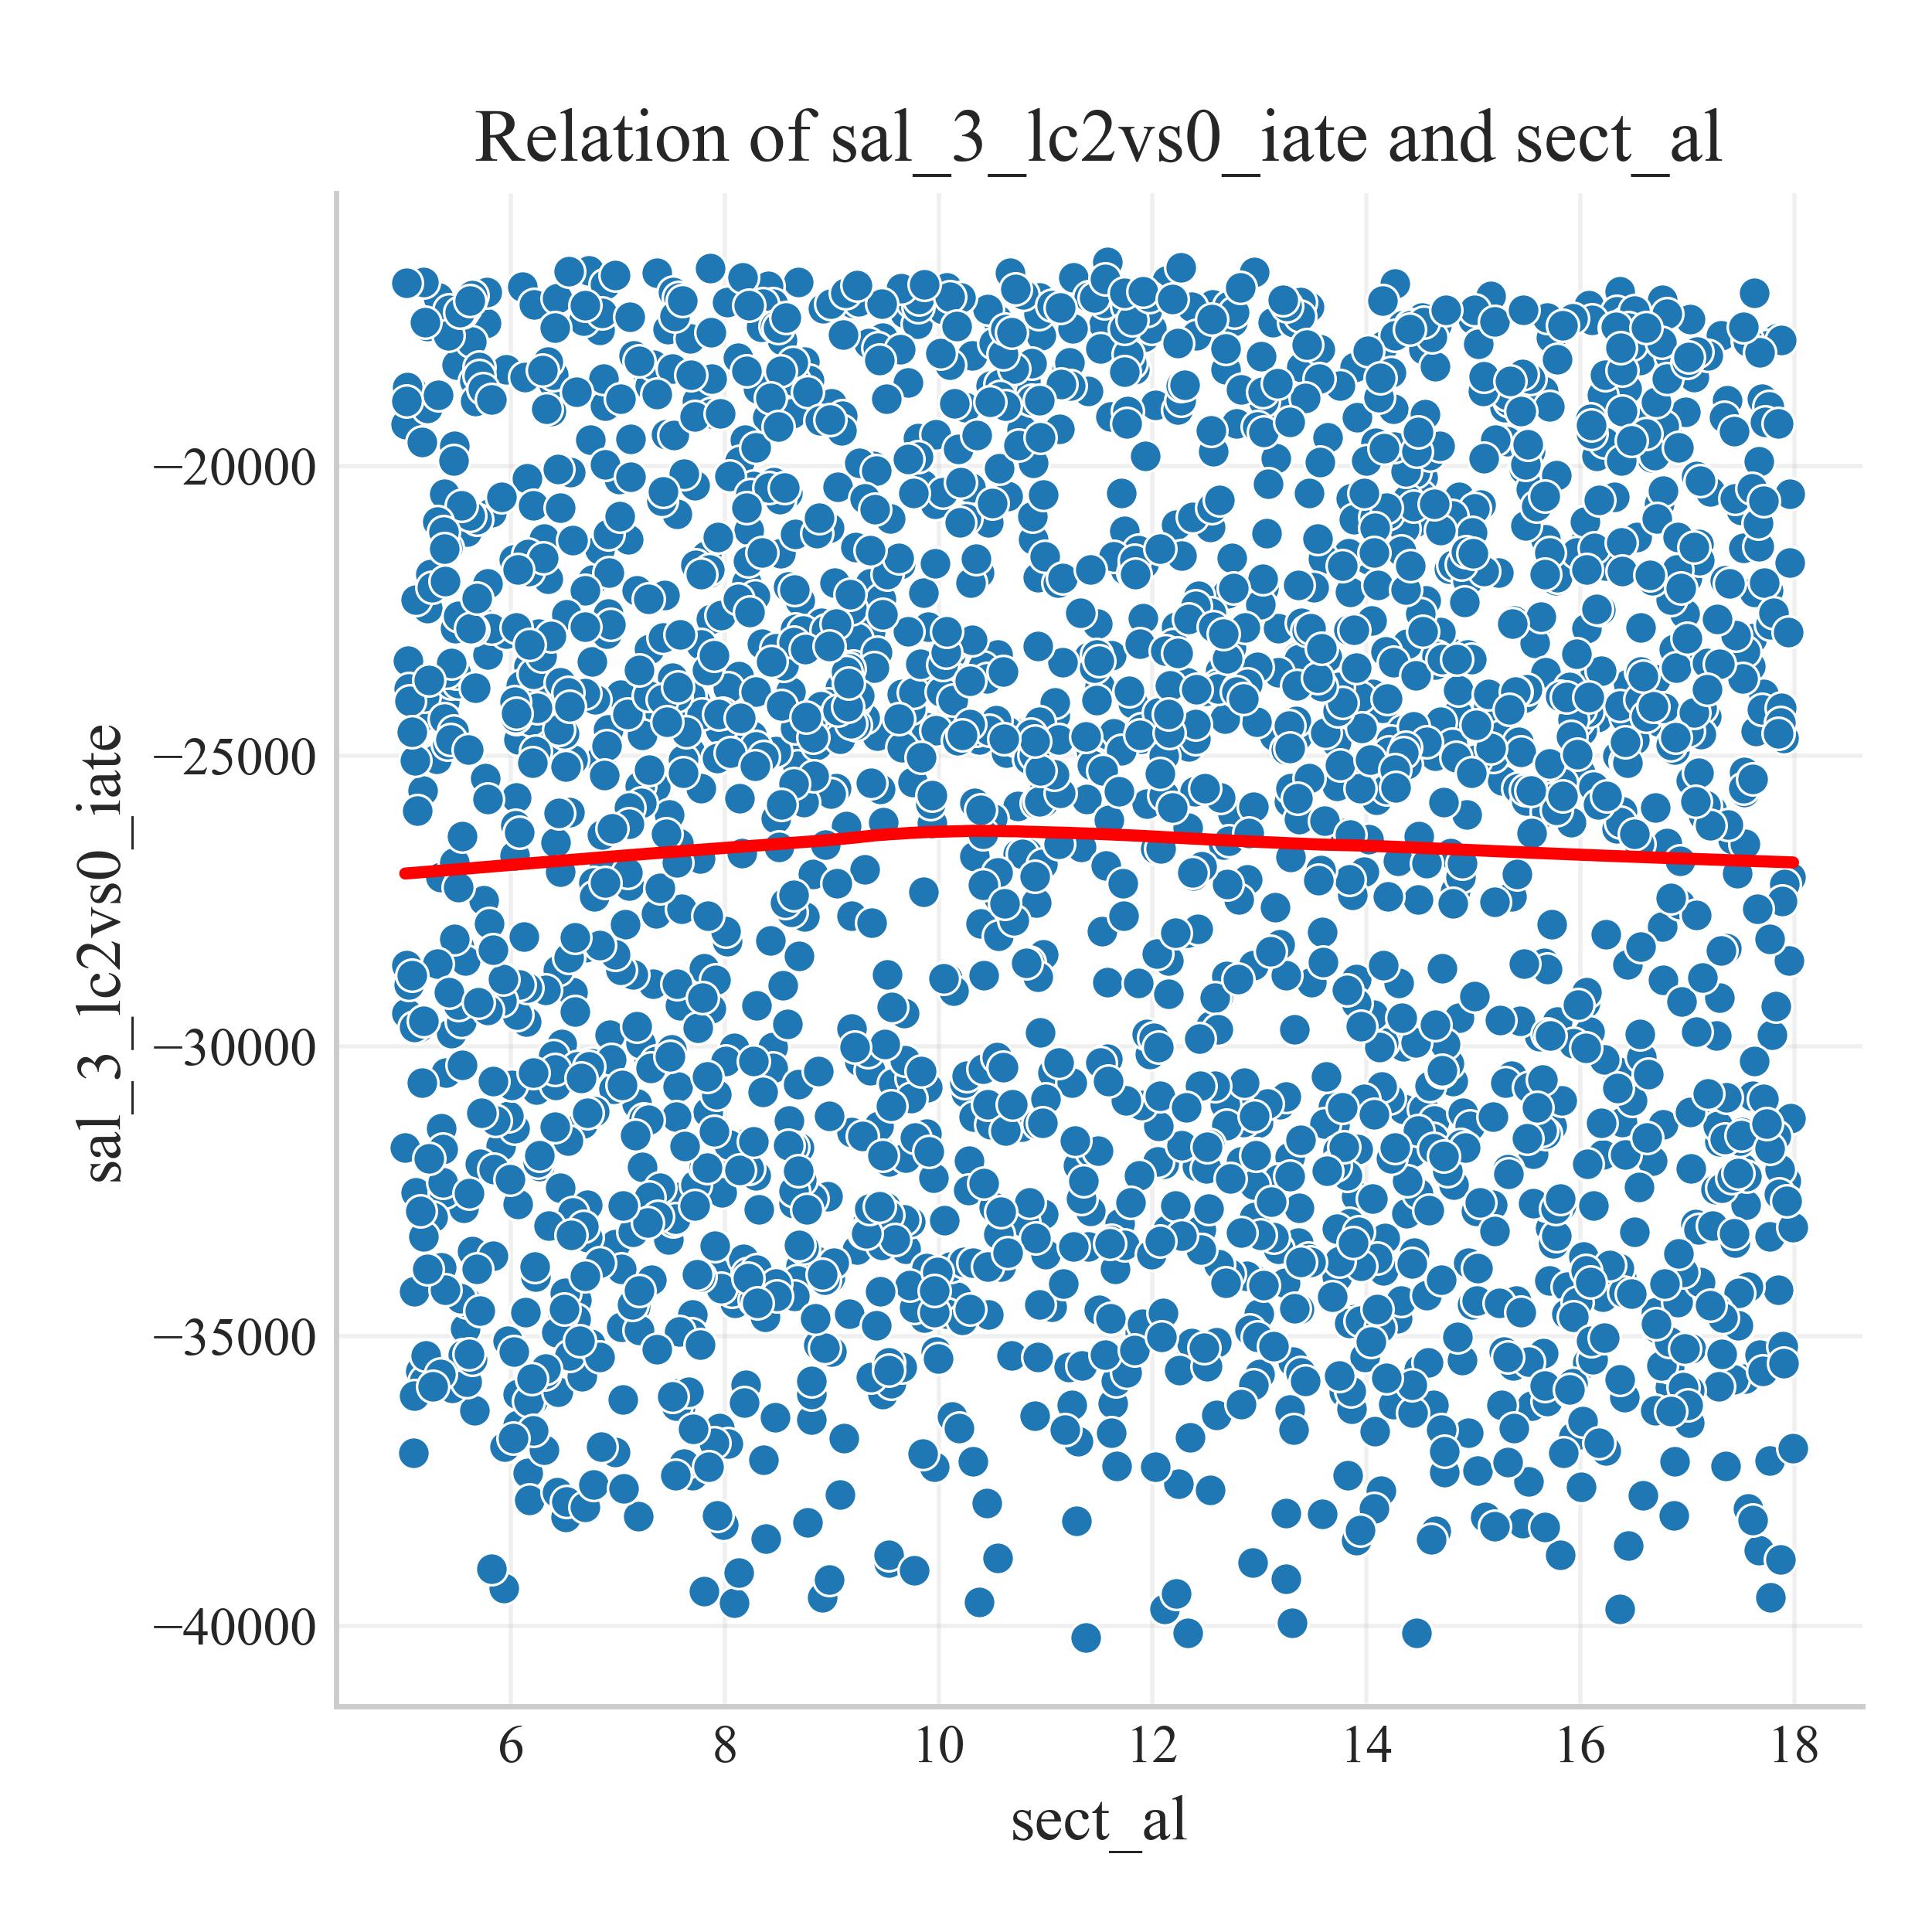 Relation of sal_3_lc2vs0_iate and sect_al
sal_3_lc2vs0_iate
−20000
−25000
−30000
−35000
−40000
6 8 10 12 14 16 18
sect_al